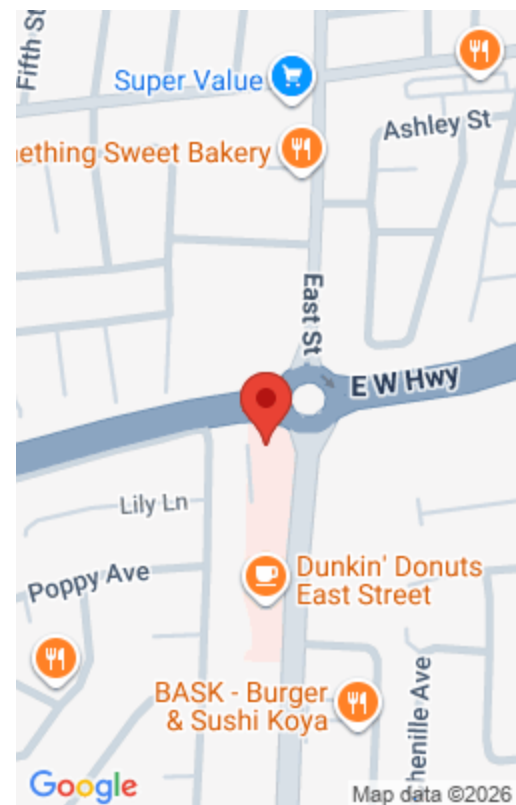 Fifth St
Super Value
Ashley St
ething Sweet Bakery
East St
E W Hwy
Lily Ln
Poppy Ave
Dunkin' Donuts
East Street
BASK - Burger
& Sushi Koya
henille Ave
Google
Map data ©2026